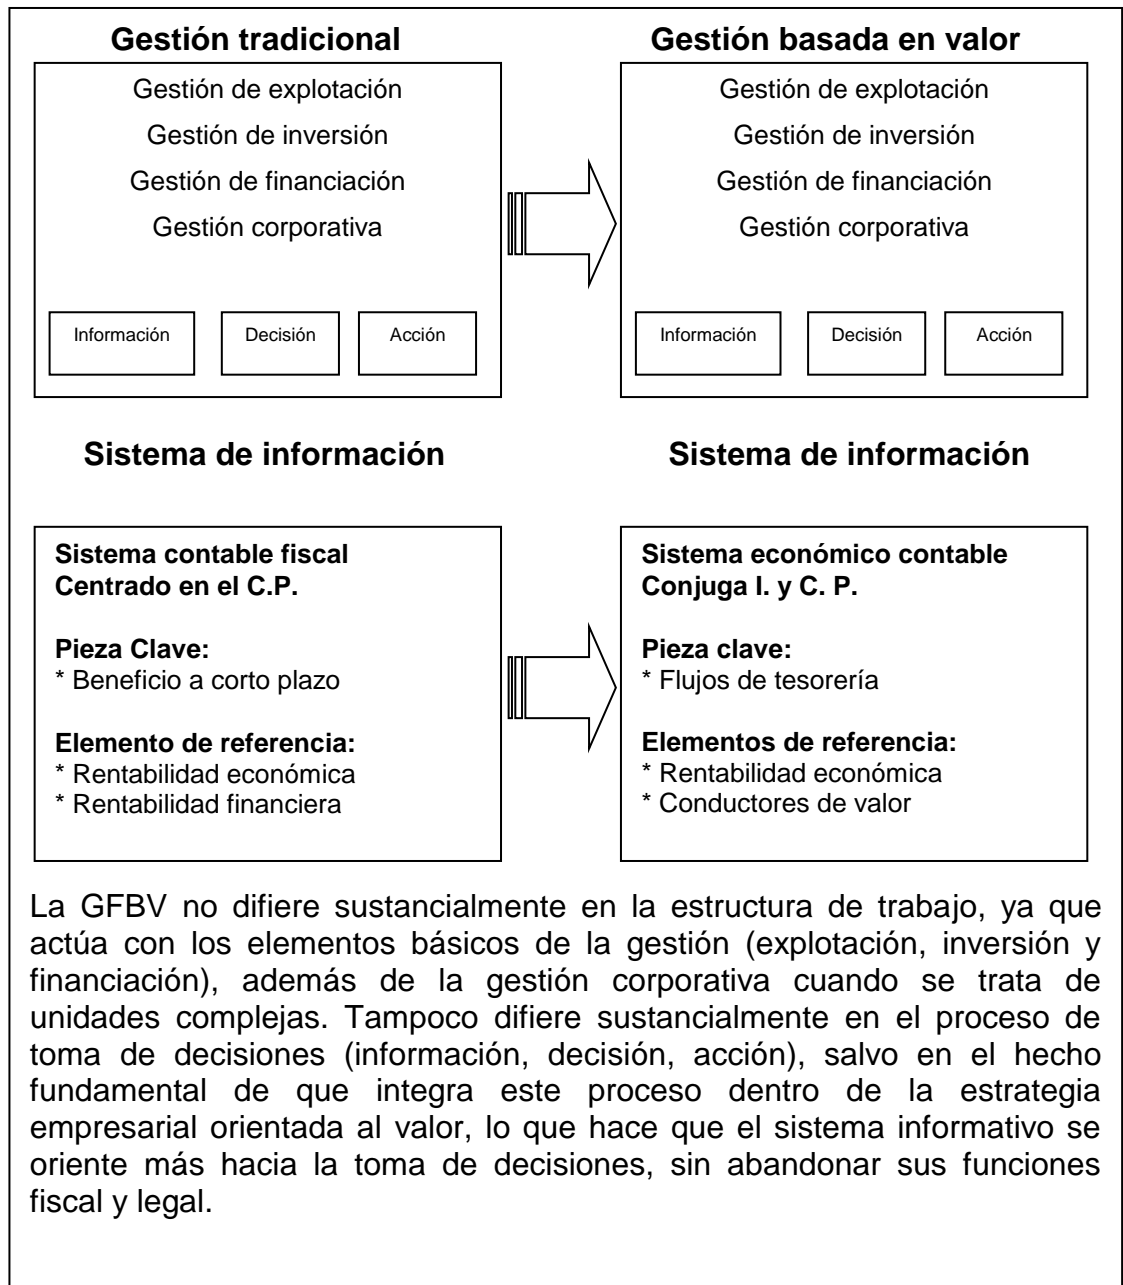 Gestión tradicional
Gestión de explotación
Gestión de inversión
Gestión de financiación
Gestión corporativa
Información
Decisión
Acción
Gestión basada en valor
Gestión de explotación
Gestión de inversión
Gestión de financiación
Gestión corporativa
Información
Decisión
Acción
Sistema de información
Sistema contable fiscal
Centrado en el C.P.
Pieza Clave:
* Beneficio a corto plazo
Elemento de referencia:
* Rentabilidad económica
* Rentabilidad financiera
Sistema de información
Sistema económico contable
Conjuga I. y C. P.
Pieza clave:
* Flujos de tesorería
Elementos de referencia:
* Rentabilidad económica
* Conductores de valor
La GFBV no difiere sustancialmente en la estructura de trabajo, ya que
actúa con los elementos básicos de la gestión (explotación, inversión y
financiación), además de la gestión corporativa cuando se trata de
unidades complejas. Tampoco difiere sustancialmente en el proceso de
toma de decisiones (información, decisión, acción), salvo en el hecho
fundamental de que integra este proceso dentro de la estrategia
empresarial orientada al valor, lo que hace que el sistema informativo se
oriente más hacia la toma de decisiones, sin abandonar sus funciones
fiscal y legal.